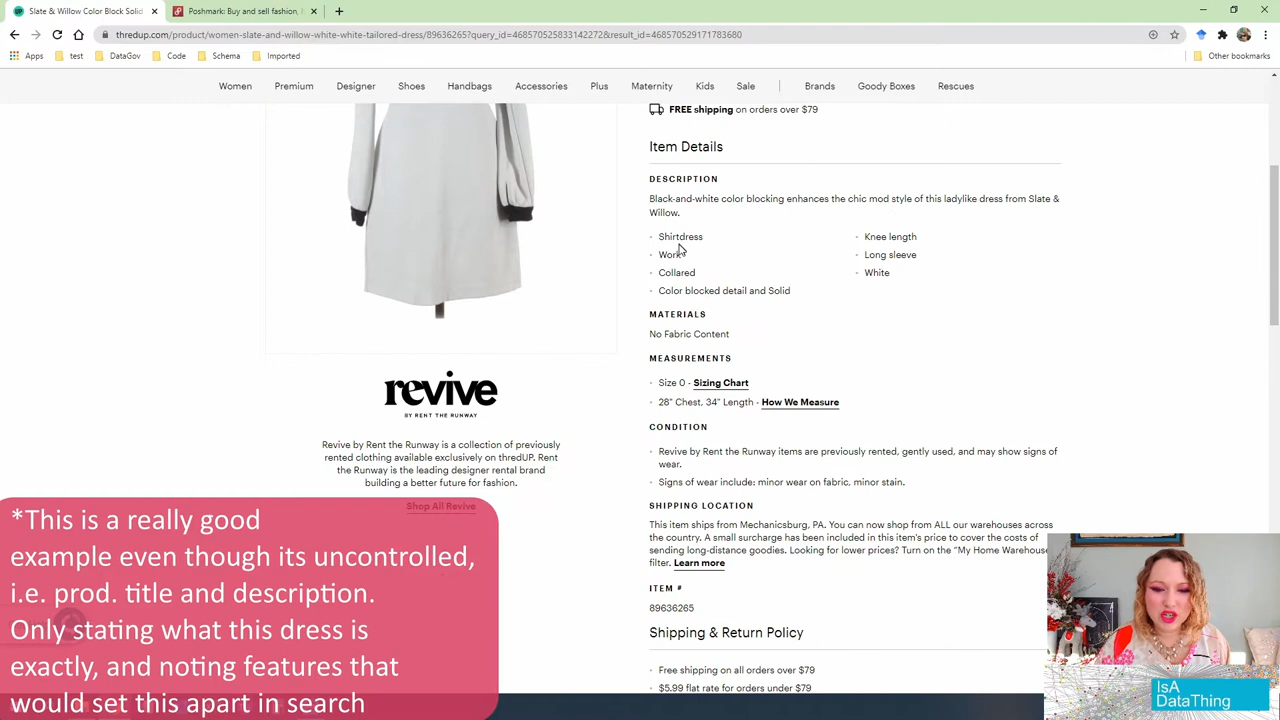 Slate & Willow Color Block Solid
Poshmark: Buy and sell fashion,
thredup.com/product/women-slate-and-willow-white-white-tailored-dress/89636265?query_id=468570525833142272&result_id=468570529171783680
Apps test DataGov Code Schema Imported Other bookmarks
Women Premium Designer Shoes Handbags Accessories Plus Maternity Kids Sale Brands Goody Boxes Rescues
FREE shipping on orders over $79
Item Details
DESCRIPTION
Black-and-white color blocking enhances the chic mod style of this ladylike dress from Slate &
Willow.
- Shirtdress
- Work
- Collared
- Color blocked detail and Solid
- Knee length
- Long sleeve
- White
MATERIALS
No Fabric Content
MEASUREMENTS
- Size 0 - Sizing Chart
- 28" Chest, 34" Length - How We Measure
CONDITION
- Revive by Rent the Runway items are previously rented, gently used, and may show signs of
wear.
- Signs of wear include: minor wear on fabric, minor stain.
SHIPPING LOCATION
This item ships from Mechanicsburg, PA. You can now shop from ALL our warehouses across
the country. A small surcharge has been included in this item's price to cover the costs of
sending long-distance goodies. Looking for lower prices? Turn on the "My Home Warehouse
filter. Learn more
ITEM #
89636265
Shipping & Return Policy
- Free shipping on all orders over $79
- $5.99 flat rate for orders under $79
revive
BY RENT THE RUNWAY
Revive by Rent the Runway is a collection of previously
rented clothing available exclusively on thredUP. Rent
the Runway is the leading designer rental brand
building a better future for fashion.
Shop All Revive
*This is a really good
example even though its uncontrolled,
i.e. prod. title and description.
Only stating what this dress is
exactly, and noting features that
would set this apart in search
IsA
DataThing